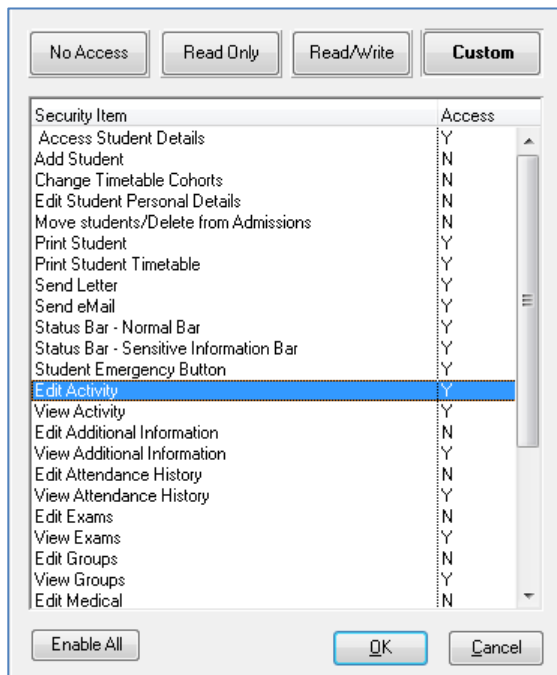 No Access Read Only Read/Write Custom
Security Item Access
Access Student Details Y
Add Student N
Change Timetable Cohorts N
Edit Student Personal Details N
Move students/Delete from Admissions N
Print Student Y
Print Student Timetable Y
Send Letter Y
Send eMail Y
Status Bar - Normal Bar Y
Status Bar - Sensitive Information Bar Y
Student Emergency Button Y
Edit Activity Y
View Activity Y
Edit Additional Information N
View Additional Information Y
Edit Attendance History N
View Attendance History Y
Edit Exams N
View Exams Y
Edit Groups N
View Groups Y
Edit Medical N
Enable All OK Cancel